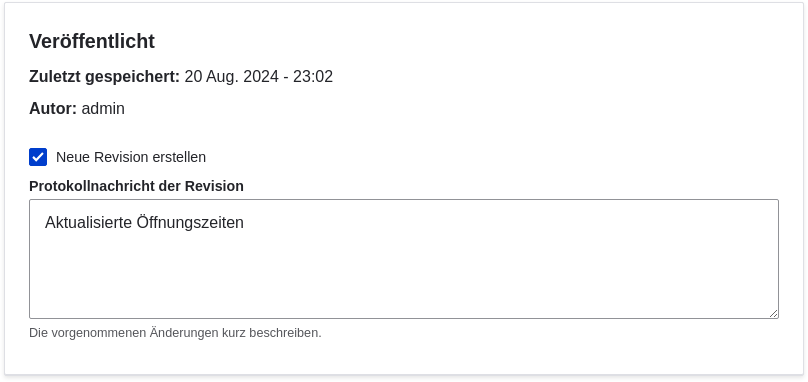 Veröffentlicht
Zuletzt gespeichert: 20 Aug. 2024 - 23:02
Autor: admin
Neue Revision erstellen
Protokollnachricht der Revision
Aktualisierte Öffnungszeiten
Die vorgenommenen Änderungen kurz beschreiben.